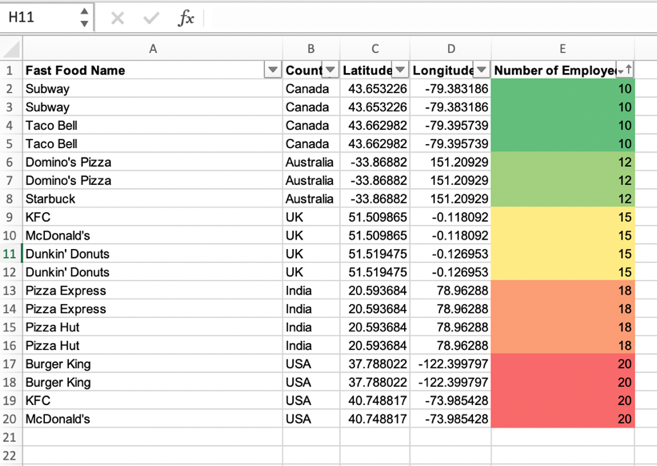 H11 fx
A B C D E
1 Fast Food Name Count Latitude Longitude Number of Employe
2 Subway Canada 43.653226 -79.383186 10
3 Subway Canada 43.653226 -79.383186 10
4 Taco Bell Canada 43.662982 -79.395739 10
5 Taco Bell Canada 43.662982 -79.395739 10
6 Domino's Pizza Australia -33.86882 151.20929 12
7 Domino's Pizza Australia -33.86882 151.20929 12
8 Starbuck Australia -33.86882 151.20929 12
9 KFC UK 51.509865 -0.118092 15
10 McDonald's UK 51.509865 -0.118092 15
11 Dunkin' Donuts UK 51.519475 -0.126953 15
12 Dunkin' Donuts UK 51.519475 -0.126953 15
13 Pizza Express India 20.593684 78.96288 18
14 Pizza Express India 20.593684 78.96288 18
15 Pizza Hut India 20.593684 78.96288 18
16 Pizza Hut India 20.593684 78.96288 18
17 Burger King USA 37.788022 -122.399797 20
18 Burger King USA 37.788022 -122.399797 20
19 KFC USA 40.748817 -73.985428 20
20 McDonald's USA 40.748817 -73.985428 20
21
22